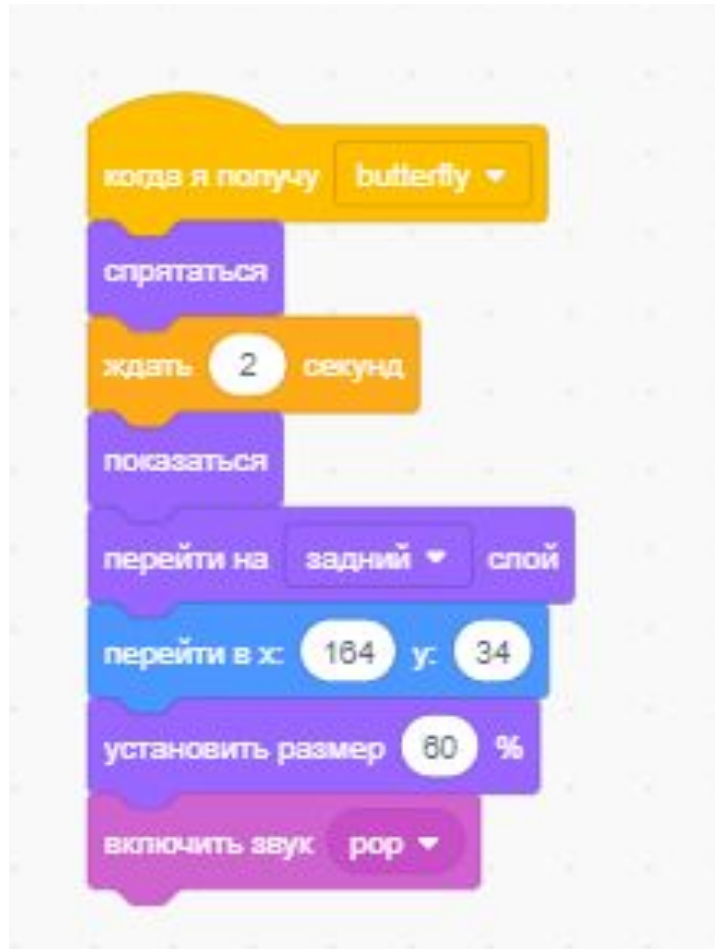 когда я получу butterfly
спрятаться
ждать 2 секунд
показаться
перейти на задний слой
перейти в x: 164 y: 34
установить размер 60 %
включить звук pop